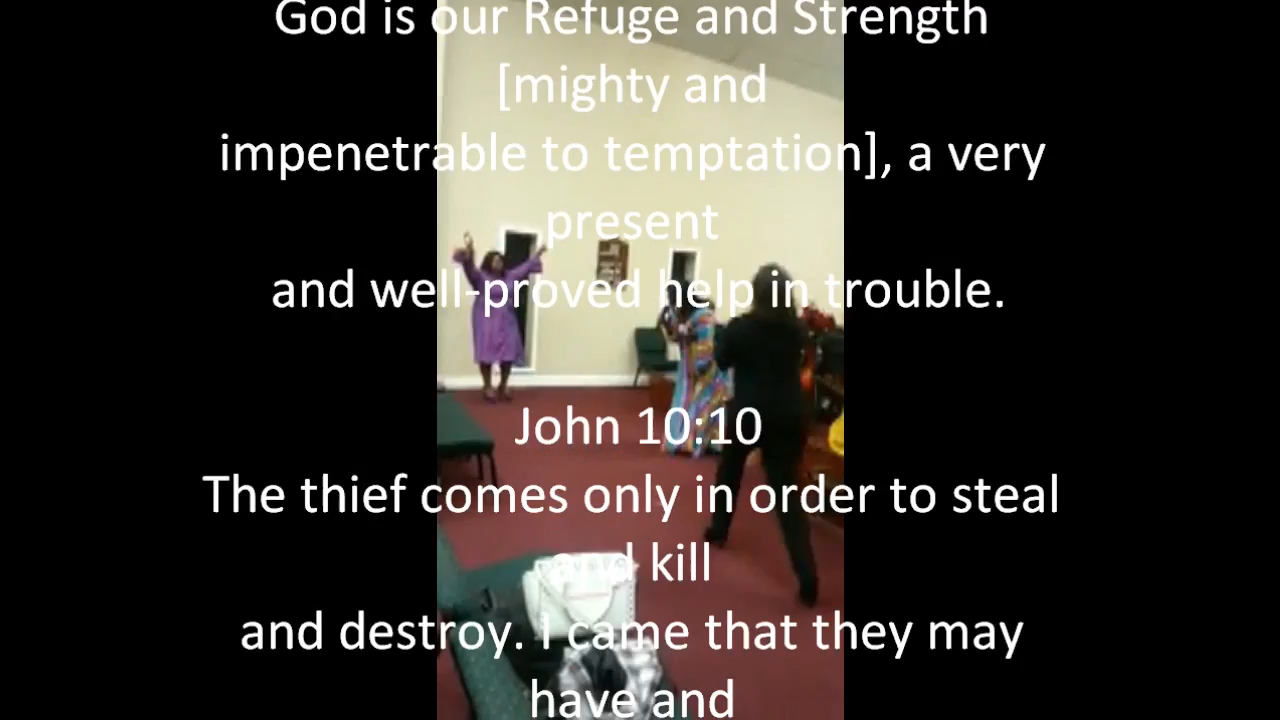 God is our Refuge and Strength
[mighty and
impenetrable to temptation], a very
present
and well-proved help in trouble.
John 10:10
The thief comes only in order to steal
and kill
and destroy. I came that they may
have and